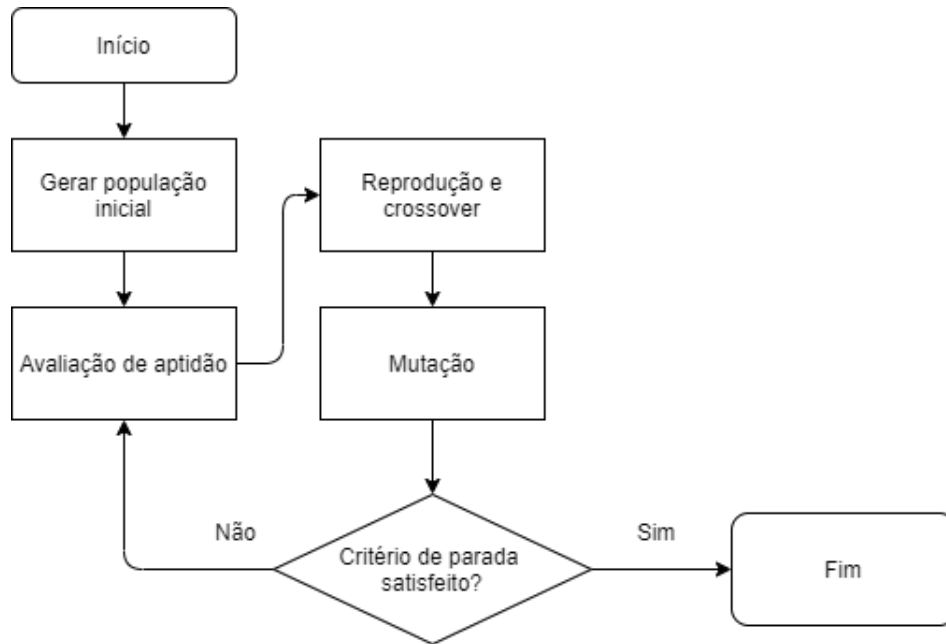 Início
Gerar população
inicial
Avaliação de aptidão
Reprodução e
crossover
Mutação
Critério de parada
satisfeito?
Não
Sim
Fim